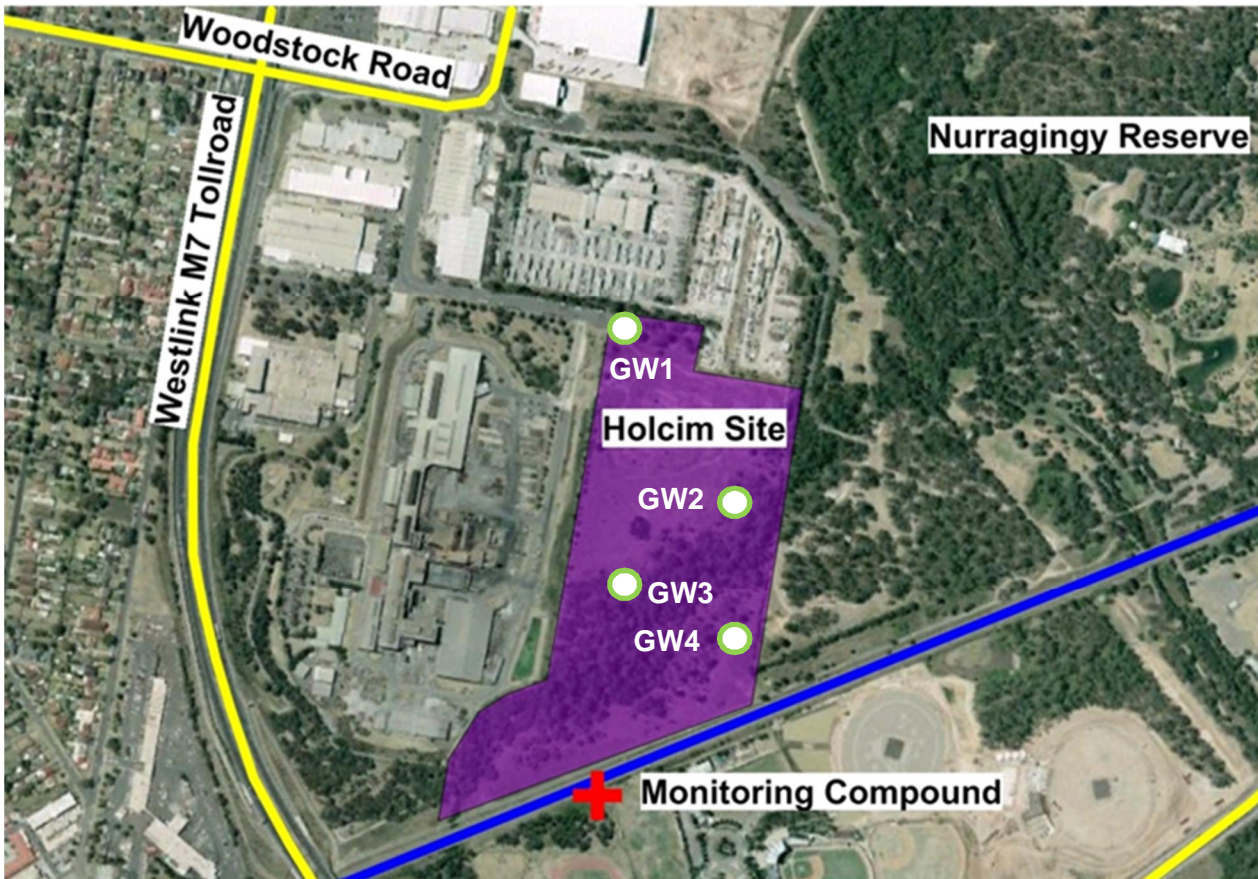 Woodstock Road
Nurragingy Reserve
Westlink M7 Tollroad
GW1
Holcim Site
GW2
GW3
GW4
Monitoring Compound